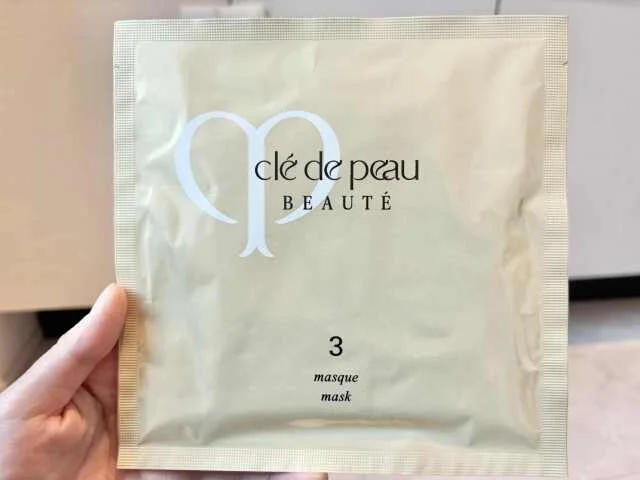 clé de peau
BEAUTÉ
3
masque
mask